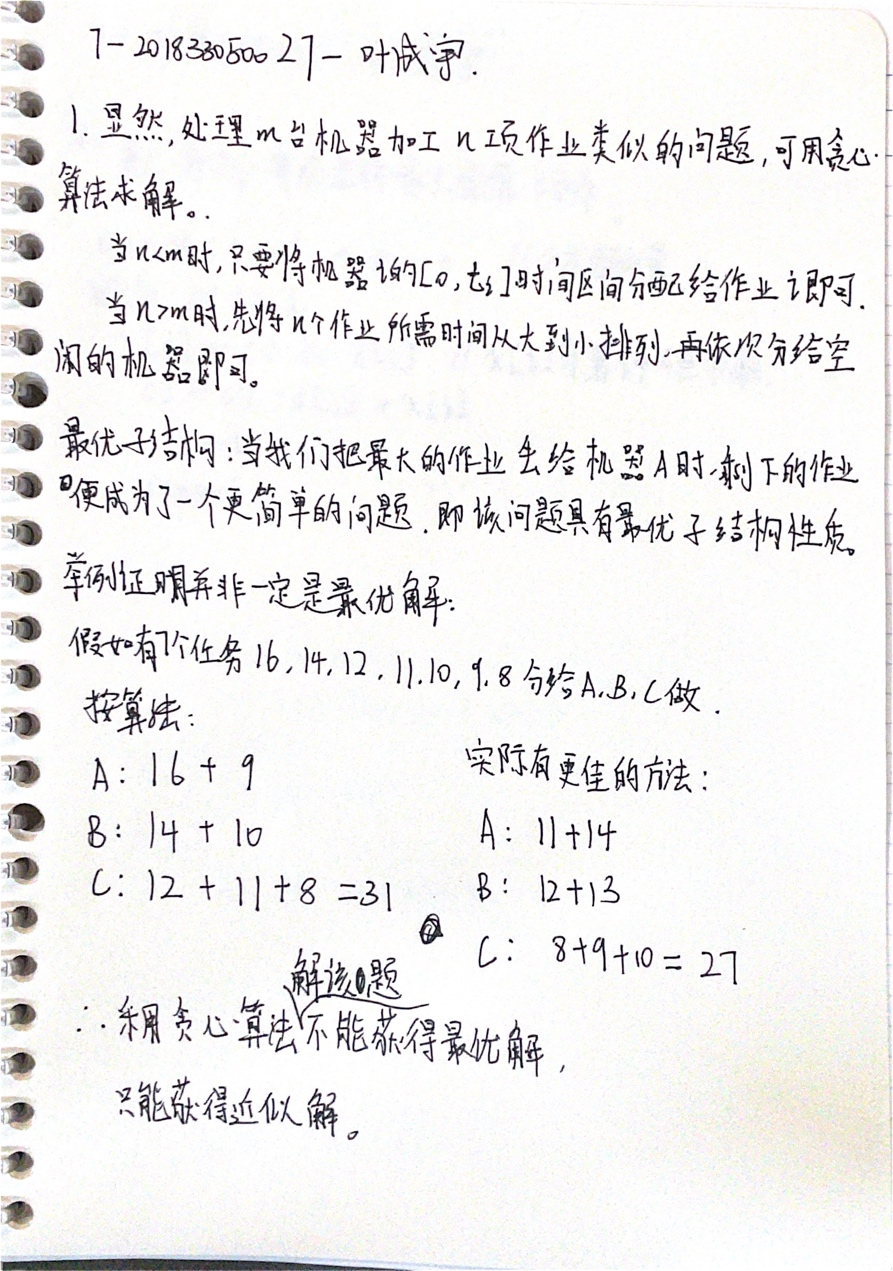 7-20183305000 27-叶成宇.
1. 显然,处理m台机器加工n项作业类似的问题,可用贪心
算法求解。
当n<m时,只要将机器i的[0,ti]时间区间分配给作业i即可.
当n>m时,先将n个作业所需时间从大到小排列,再依次分给空
闲的机器即可。
最优子结构:当我们把最大的作业丢给机器A时,剩下的作业
便成为了一个更简单的问题.即该问题具有最优子结构性质。
举例证明并非一定是最优解:
假如有7个任务16,14,12,11,10,9,8分给A,B,C做.
按算法:
A: 16+9
B: 14+10
C: 12+11+8=31
实际有更佳的方法:
A: 11+14
B: 12+13
C: 8+9+10=27
解该题
∴利用贪心算法不能获得最优解,
只能获得近似解。